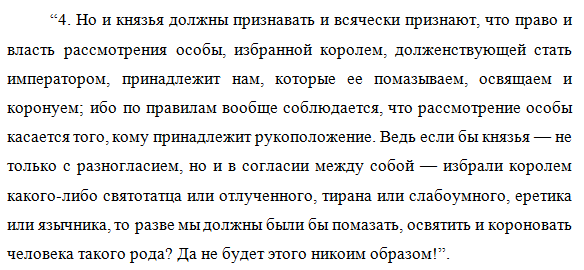 “4. Но и князья должны признавать и всячески признают, что право и
власть рассмотрения особы, избранной королем, долженствующей стать
императором, принадлежит нам, которые ее помазываем, освящаем и
коронуем; ибо по правилам вообще соблюдается, что рассмотрение особы
касается того, кому принадлежит рукоположение. Ведь если бы князья — не
только с разногласием, но и в согласии между собой — избрали королем
какого-либо святотатца или отлученного, тирана или слабоумного, еретика
или язычника, то разве мы должны были бы помазать, освятить и короновать
человека такого рода? Да не будет этого никоим образом!”.